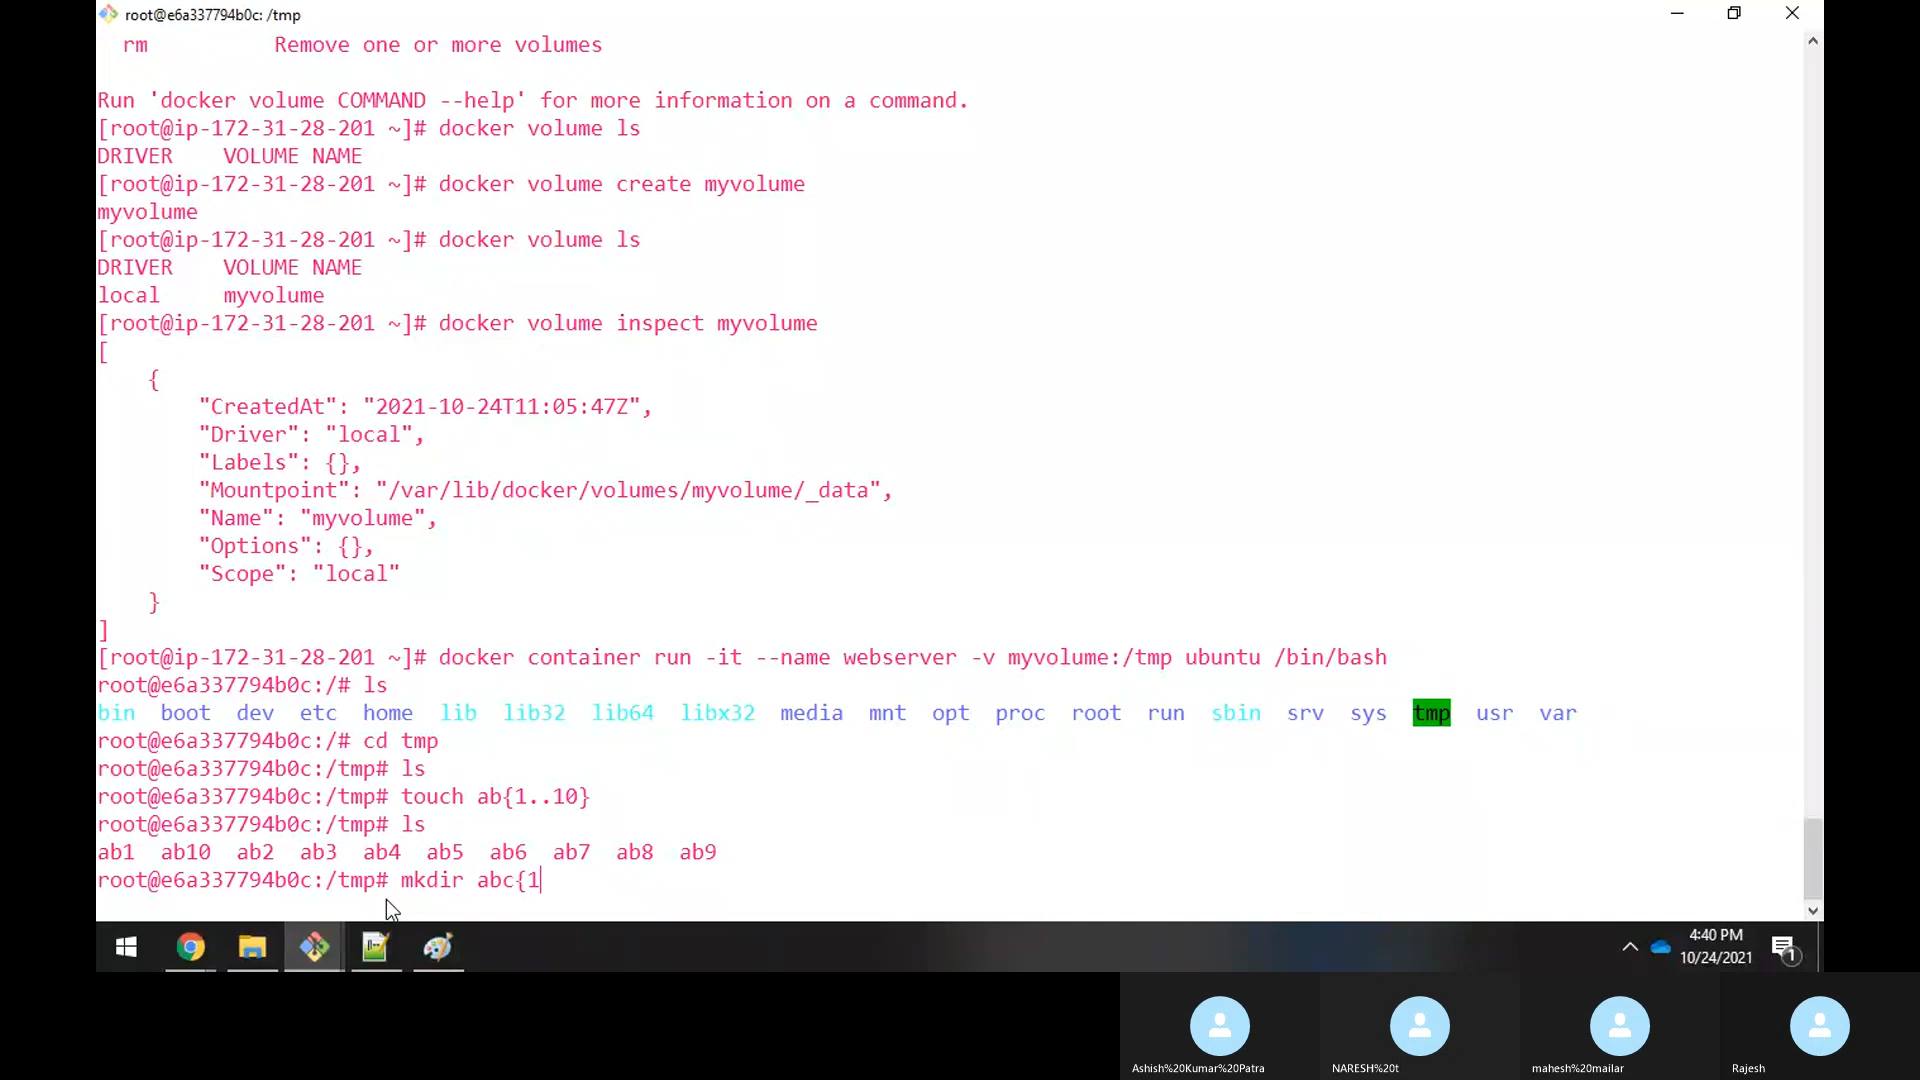 root@e6a337794b0c: /tmp
rm          Remove one or more volumes
Run 'docker volume COMMAND --help' for more information on a command.
[root@ip-172-31-28-201 ~]# docker volume ls
DRIVER    VOLUME NAME
[root@ip-172-31-28-201 ~]# docker volume create myvolume
myvolume
[root@ip-172-31-28-201 ~]# docker volume ls
DRIVER    VOLUME NAME
local     myvolume
[root@ip-172-31-28-201 ~]# docker volume inspect myvolume
[
    {
        "CreatedAt": "2021-10-24T11:05:47Z",
        "Driver": "local",
        "Labels": {},
        "Mountpoint": "/var/lib/docker/volumes/myvolume/_data",
        "Name": "myvolume",
        "Options": {},
        "Scope": "local"
    }
]
[root@ip-172-31-28-201 ~]# docker container run -it --name webserver -v myvolume:/tmp ubuntu /bin/bash
root@e6a337794b0c:/# ls
bin  boot  dev  etc  home  lib  lib32  lib64  libx32  media  mnt  opt  proc  root  run  sbin  srv  sys  tmp  usr  var
root@e6a337794b0c:/# cd tmp
root@e6a337794b0c:/tmp# ls
root@e6a337794b0c:/tmp# touch ab{1..10}
root@e6a337794b0c:/tmp# ls
ab1  ab10  ab2  ab3  ab4  ab5  ab6  ab7  ab8  ab9
root@e6a337794b0c:/tmp# mkdir abc{1
4:40 PM
10/24/2021
1
Ashish%20Kumar%20Patra
NARESH%20t
mahesh%20mailar
Rajesh